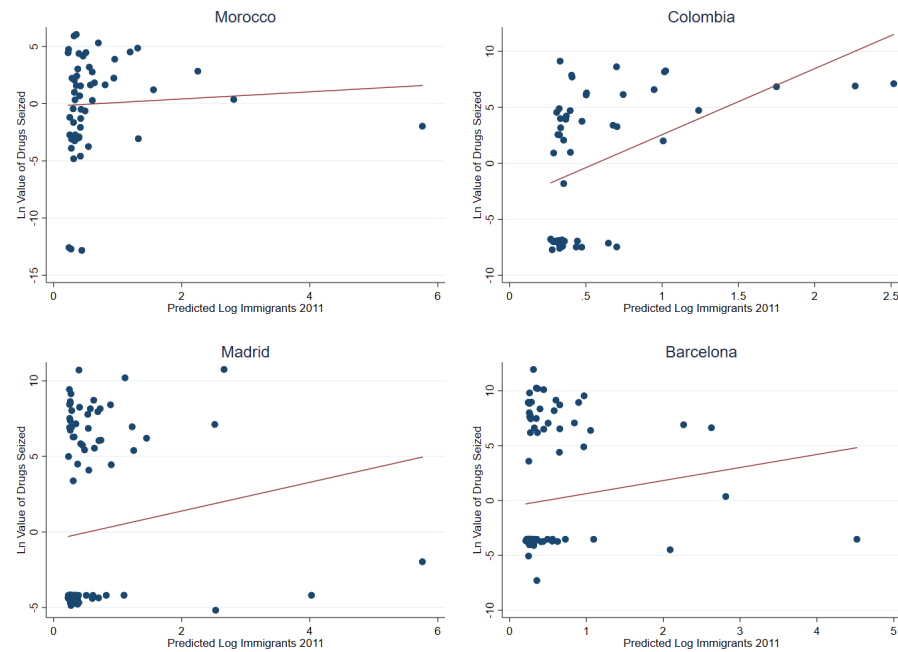 Morocco
Ln Value of Drugs Seized
5
0
-5
-10
-15
0 2 4 6
Predicted Log Immigrants 2011
Colombia
Ln Value of Drugs Seized
10
5
0
-5
-10
0 .5 1 1.5 2 2.5
Predicted Log Immigrants 2011
Madrid
Ln Value of Drugs Seized
10
5
0
-5
0 2 4 6
Predicted Log Immigrants 2011
Barcelona
Ln Value of Drugs Seized
10
5
0
-5
-10
0 1 2 3 4 5
Predicted Log Immigrants 2011